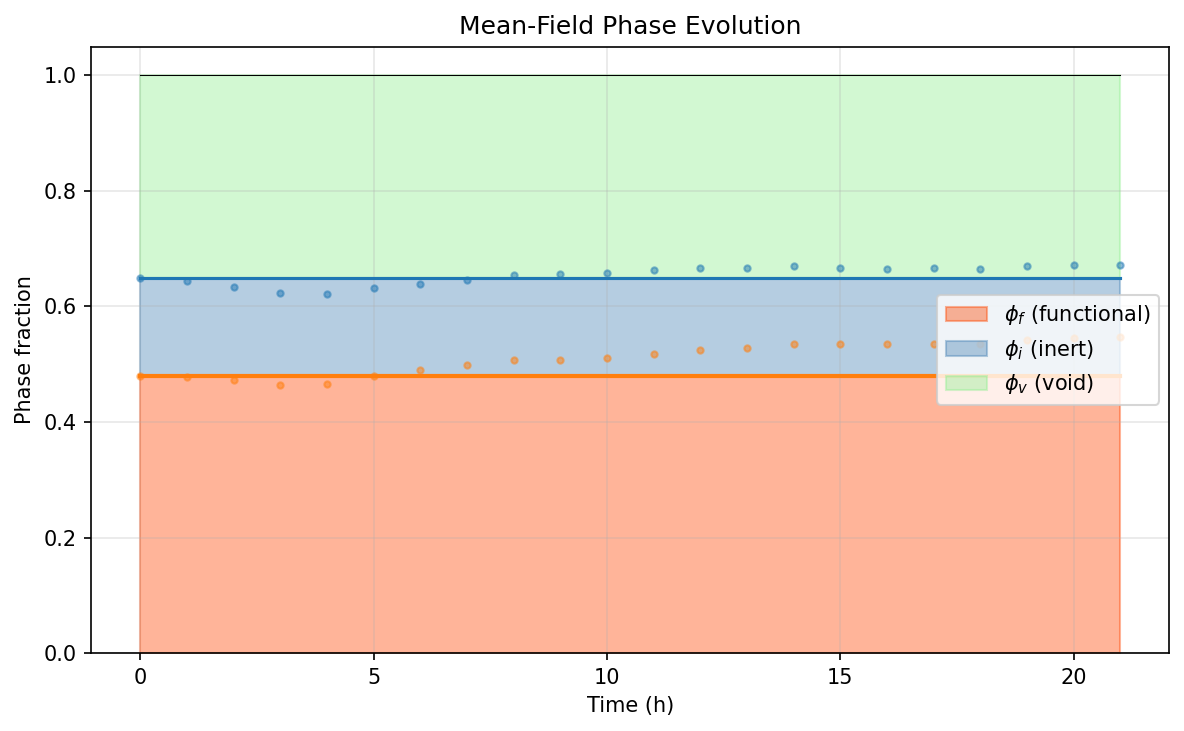 Mean-Field Phase Evolution
Phase fraction
1.0
0.8
0.6
0.4
0.2
0.0
ϕ_f (functional)
ϕ_i (inert)
ϕ_v (void)
0 5 10 15 20
Time (h)